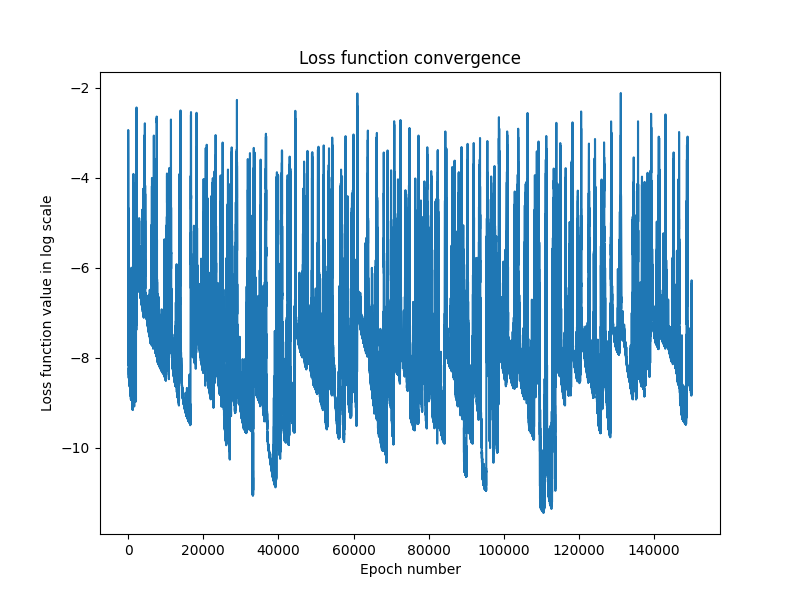 Loss function convergence
Loss function value in log scale
−2
−4
−6
−8
−10
0 20000 40000 60000 80000 100000 120000 140000
Epoch number